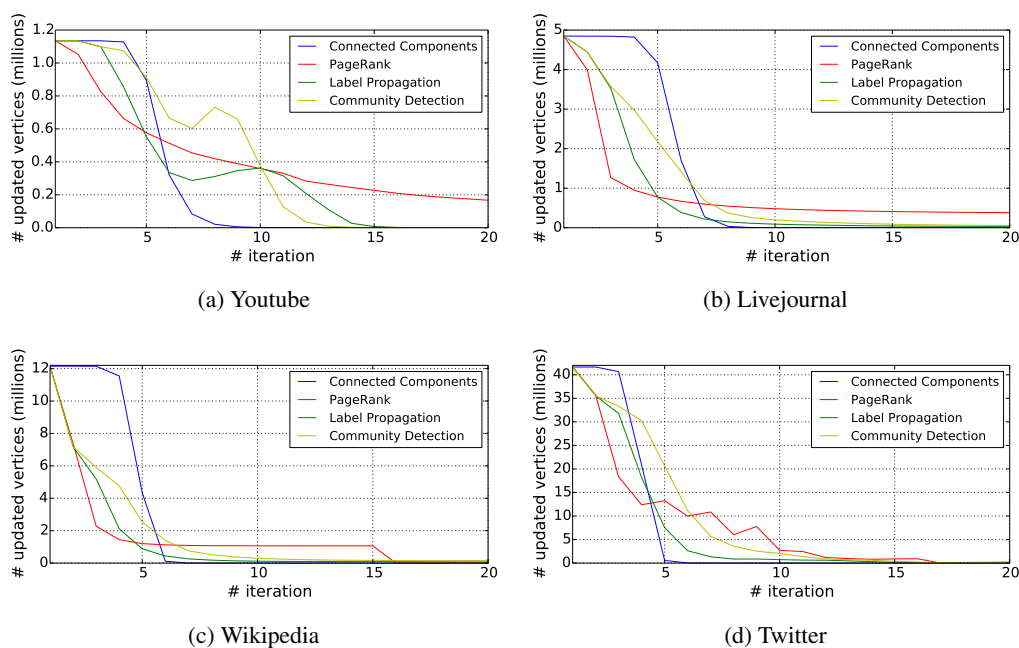 # updated vertices (millions)
1.2
1.0
0.8
0.6
0.4
0.2
0.0
5
10
15
20
# iteration
Connected Components
PageRank
Label Propagation
Community Detection
(a) Youtube
# updated vertices (millions)
5
4
3
2
1
0
5
10
15
20
# iteration
Connected Components
PageRank
Label Propagation
Community Detection
(b) Livejournal
# updated vertices (millions)
12
10
8
6
4
2
0
5
10
15
20
# iteration
Connected Components
PageRank
Label Propagation
Community Detection
(c) Wikipedia
# updated vertices (millions)
40
35
30
25
20
15
10
5
0
5
10
15
20
# iteration
Connected Components
PageRank
Label Propagation
Community Detection
(d) Twitter